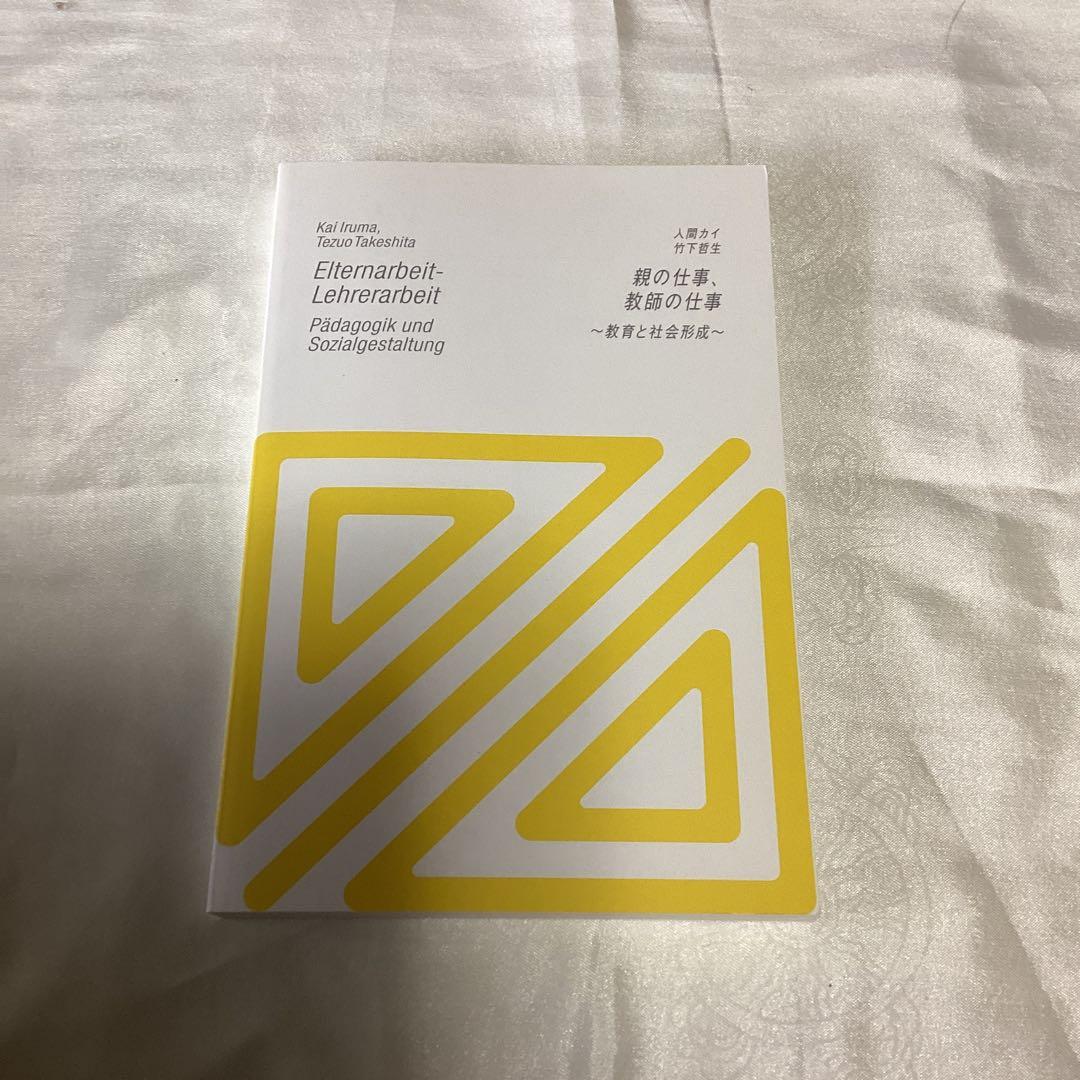 Kai Iruma,
Tezuo Takeshita
Elternarbeit-
Lehrerarbeit
Pädagogik und
Sozialgestaltung
入間カイ
竹下哲生
親の仕事、
教師の仕事
〜教育と社会形成〜